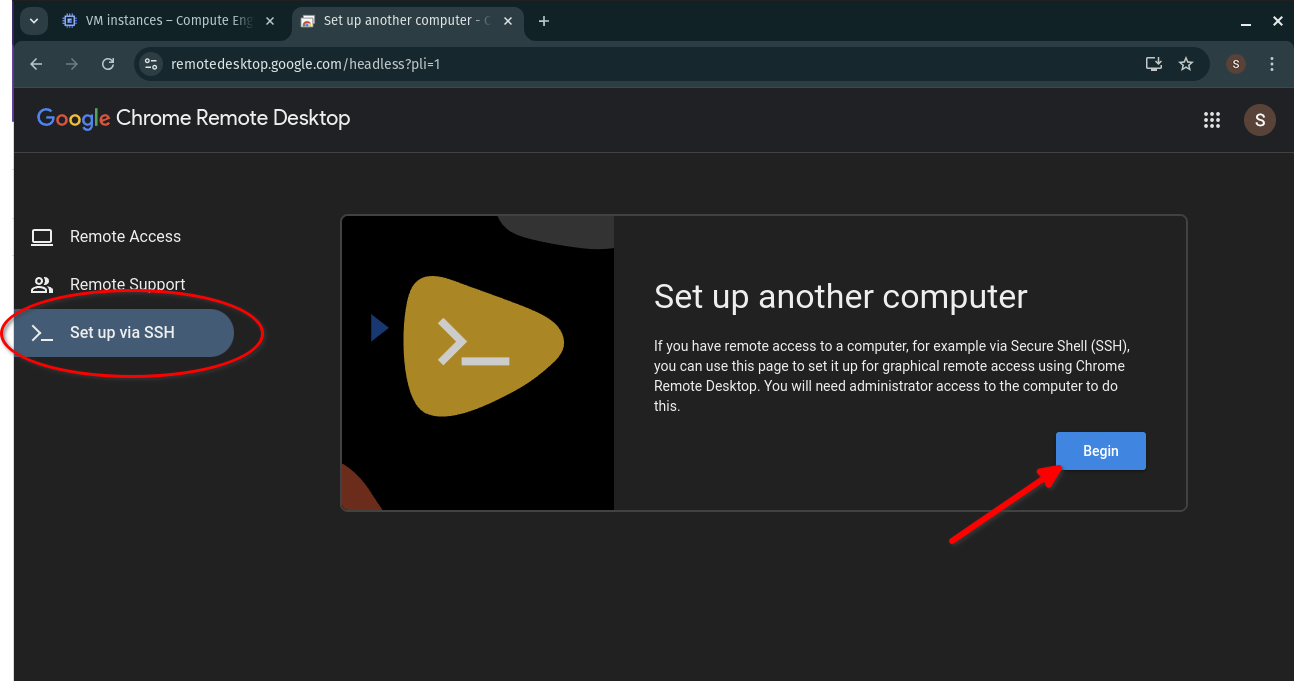 VM instances – Compute Eng
Set up another computer - C
remotedesktop.google.com/headless?pli=1
S
Google Chrome Remote Desktop
S
Remote Access
Remote Support
Set up via SSH
Set up another computer
If you have remote access to a computer, for example via Secure Shell (SSH),
you can use this page to set it up for graphical remote access using Chrome
Remote Desktop. You will need administrator access to the computer to do
this.
Begin